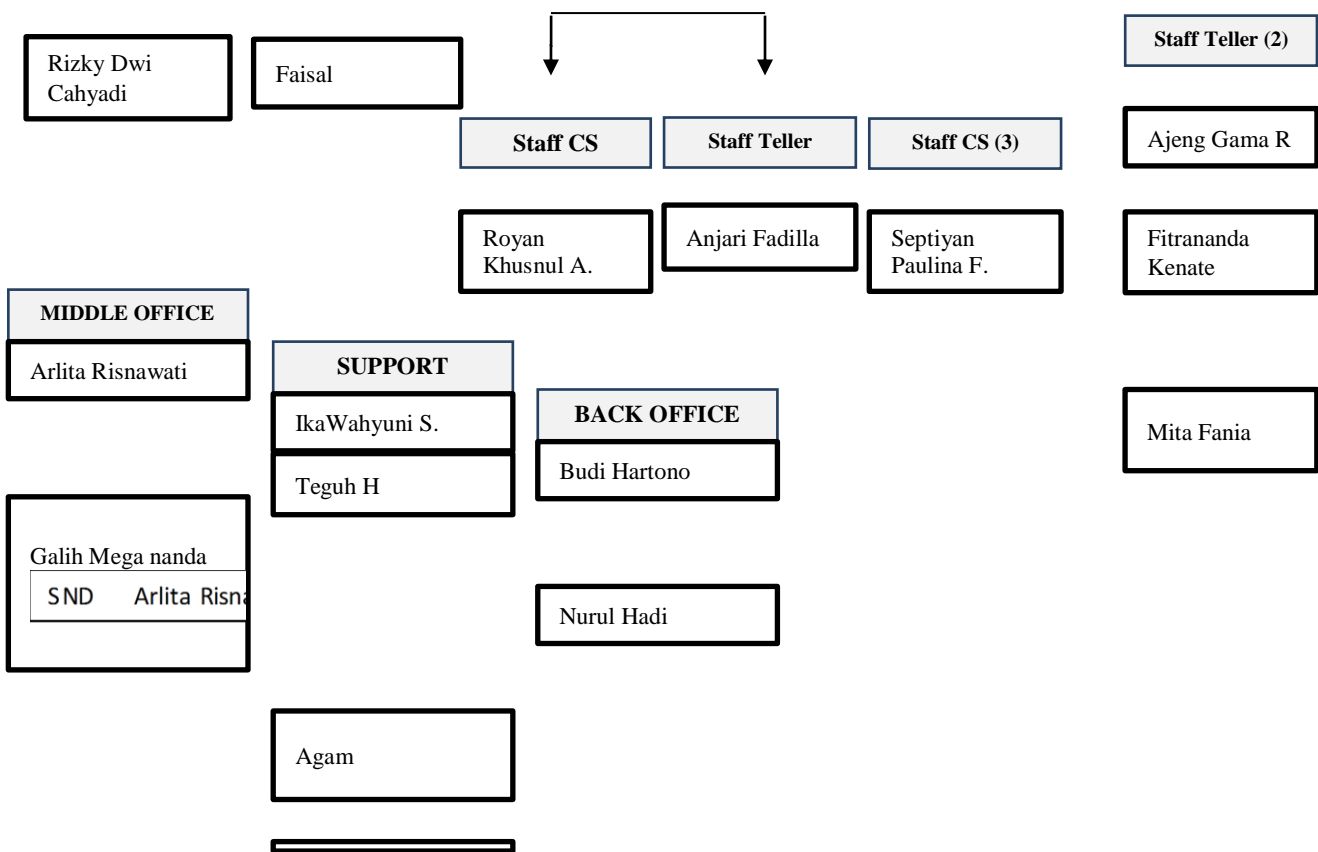 Rizky Dwi
Cahyadi
Faisal
Staff Teller (2)
Staff CS
Staff Teller
Staff CS (3)
Ajeng Gama R
Royan
Khusnul A.
Anjari Fadilla
Septiyan
Paulina F.
Fitrananda
Kenate
MIDDLE OFFICE
Arlita Risnawati
SUPPORT
IkaWahyuni S.
Teguh H
BACK OFFICE
Budi Hartono
Mita Fania
Galih Mega nanda
SND Arlita Risna
Nurul Hadi
Agam